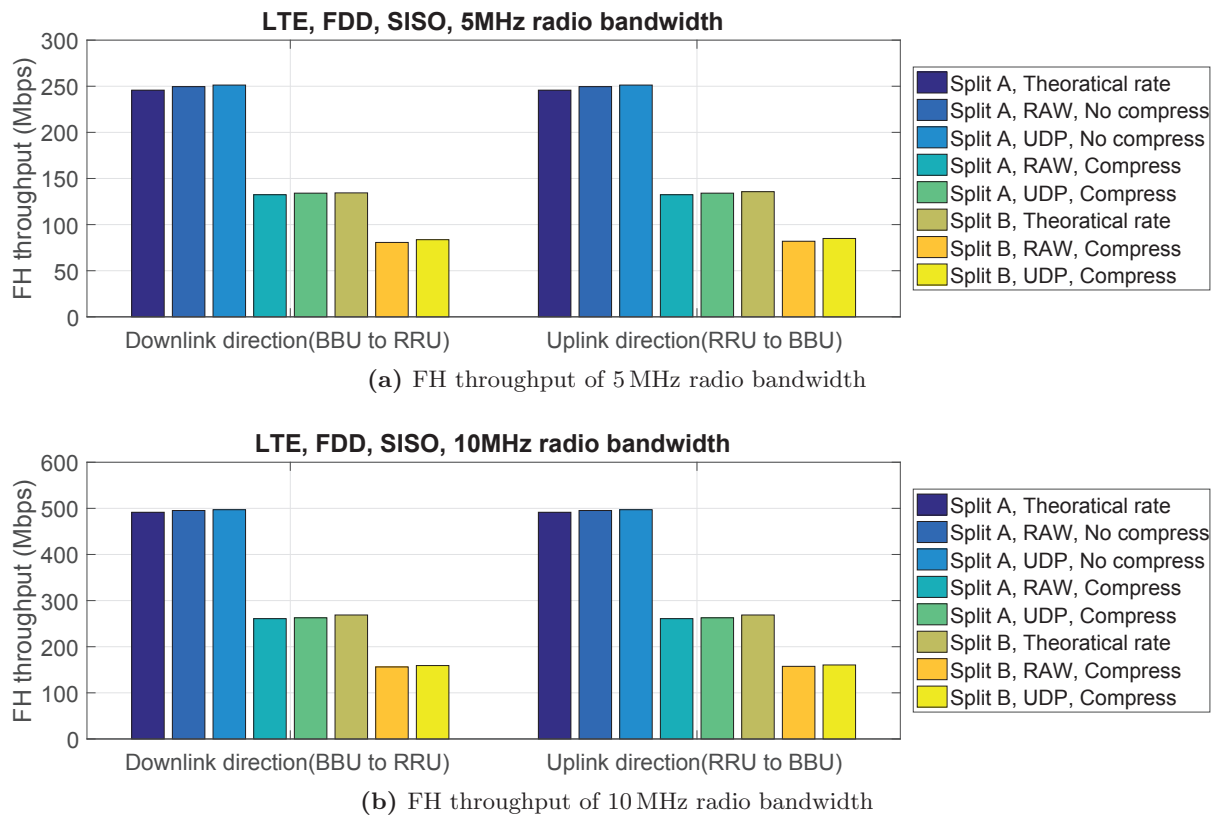 LTE, FDD, SISO, 5MHz radio bandwidth
FH throughput (Mbps)
300
250
200
150
100
50
0
Downlink direction(BBU to RRU)
Uplink direction(RRU to BBU)
Split A, Theoratical rate
Split A, RAW, No compress
Split A, UDP, No compress
Split A, RAW, Compress
Split A, UDP, Compress
Split B, Theoratical rate
Split B, RAW, Compress
Split B, UDP, Compress
(a) FH throughput of 5 MHz radio bandwidth
LTE, FDD, SISO, 10MHz radio bandwidth
FH throughput (Mbps)
600
500
400
300
200
100
0
Downlink direction(BBU to RRU)
Uplink direction(RRU to BBU)
Split A, Theoratical rate
Split A, RAW, No compress
Split A, UDP, No compress
Split A, RAW, Compress
Split A, UDP, Compress
Split B, Theoratical rate
Split B, RAW, Compress
Split B, UDP, Compress
(b) FH throughput of 10 MHz radio bandwidth